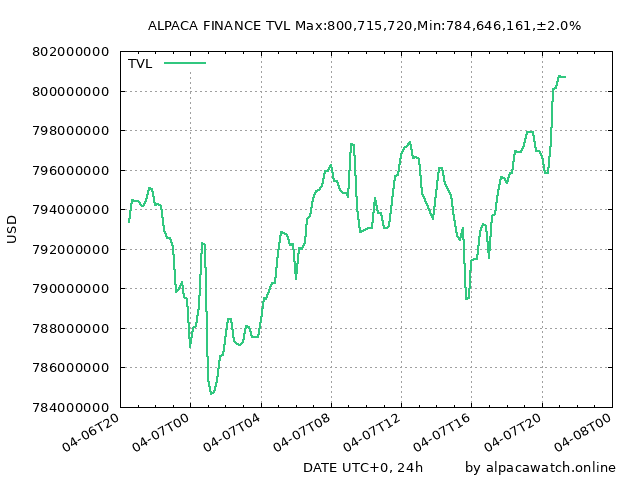 ALPACA FINANCE TVL Max:800,715,720,Min:784,646,161,±2.0%
802000000
TVL
800000000
798000000
796000000
794000000
USD
792000000
790000000
788000000
786000000
784000000
04-06T20
04-07T00
04-07T04
04-07T08
04-07T12
04-07T16
04-07T20
04-08T00
DATE UTC+0, 24h
by alpacawatch.online